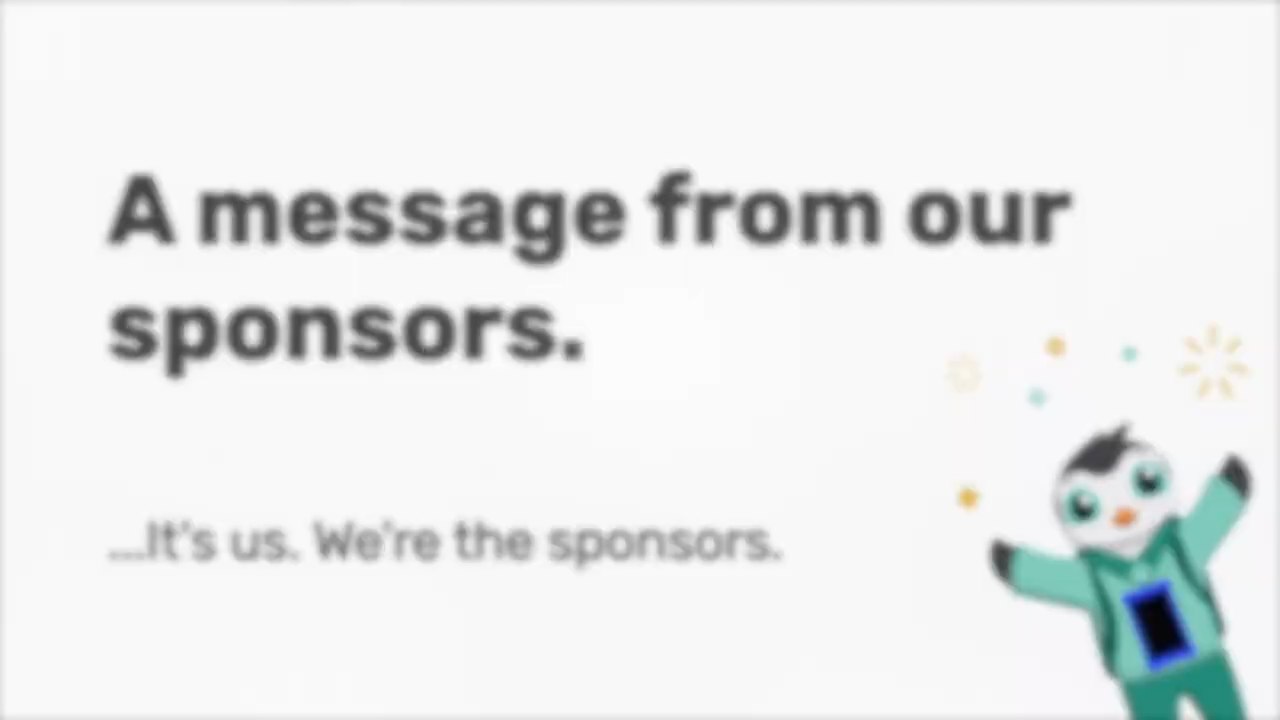 A message from our
sponsors.
...It's us. We're the sponsors.